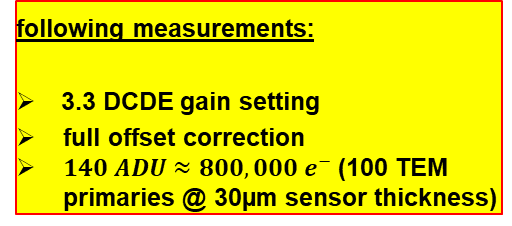 following measurements:
➢ 3.3 DCDE gain setting
➢ full offset correction
➢ 140 ADU ≈ 800,000 e⁻ (100 TEM
primaries @ 30µm sensor thickness)